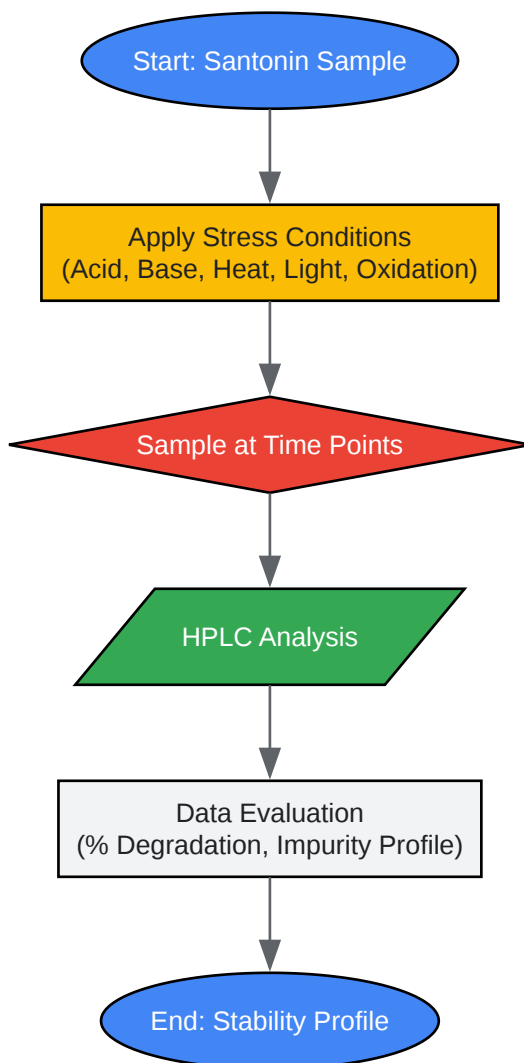 Start: Santonin Sample
Apply Stress Conditions
(Acid, Base, Heat, Light, Oxidation)
Sample at Time Points
HPLC Analysis
Data Evaluation
(% Degradation, Impurity Profile)
End: Stability Profile